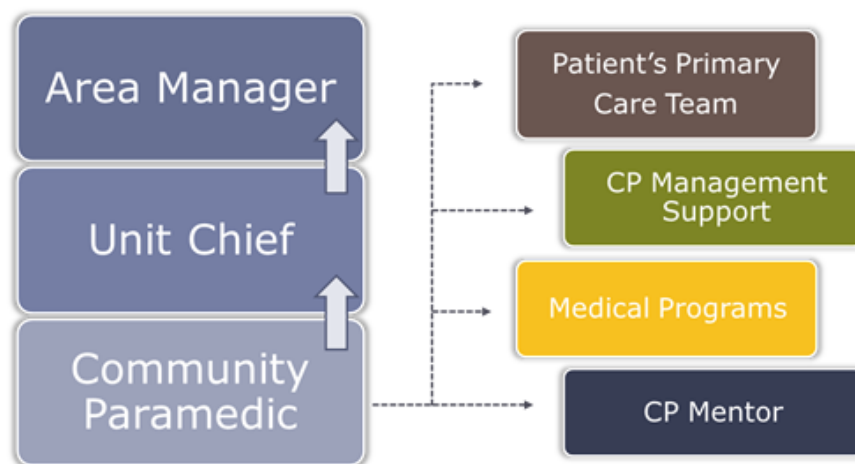 Area Manager
Unit Chief
Community
Paramedic
Patient's Primary
Care Team
CP Management
Support
Medical Programs
CP Mentor